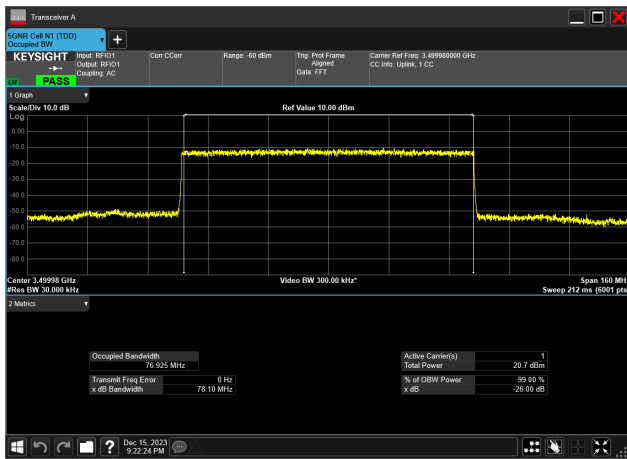 Transceiver A
5GNR Cell N1 (TDD)
Occupied BW
KEYSIGHT
Input: RFIO1
Output: RFIO1
Coupling: AC
Corr CCorr
Range: -60 dBm
Trig: Prot Frame
Aligned
Gate: FFT
Carrier Ref Freq: 3.499980000 GHz
CC Info: Uplink, 1 CC
PASS
1 Graph
Scale/Div 10.0 dB
Ref Value 10.00 dBm
Log
0.00
-10.0
-20.0
-30.0
-40.0
-50.0
-60.0
-70.0
-80.0
Center 3.49998 GHz
Video BW 300.00 kHz*
Span 160 MHz
#Res BW 30.000 kHz
Sweep 212 ms (6001 pts)
2 Metrics
Occupied Bandwidth
76.925 MHz
Transmit Freq Error 0 Hz
x dB Bandwidth 78.10 MHz
Active Carrier(s) 1
Total Power 20.7 dBm
% of OBW Power 99.00 %
x dB -26.00 dB
Dec 15, 2023
9:22:24 PM